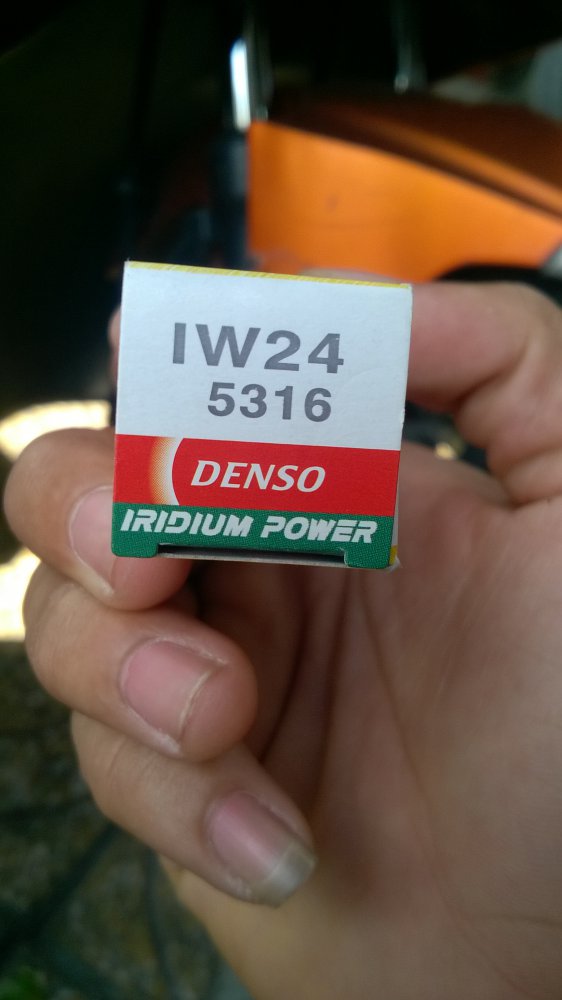 IW24
5316
DENSO
IRIDIUM POWER